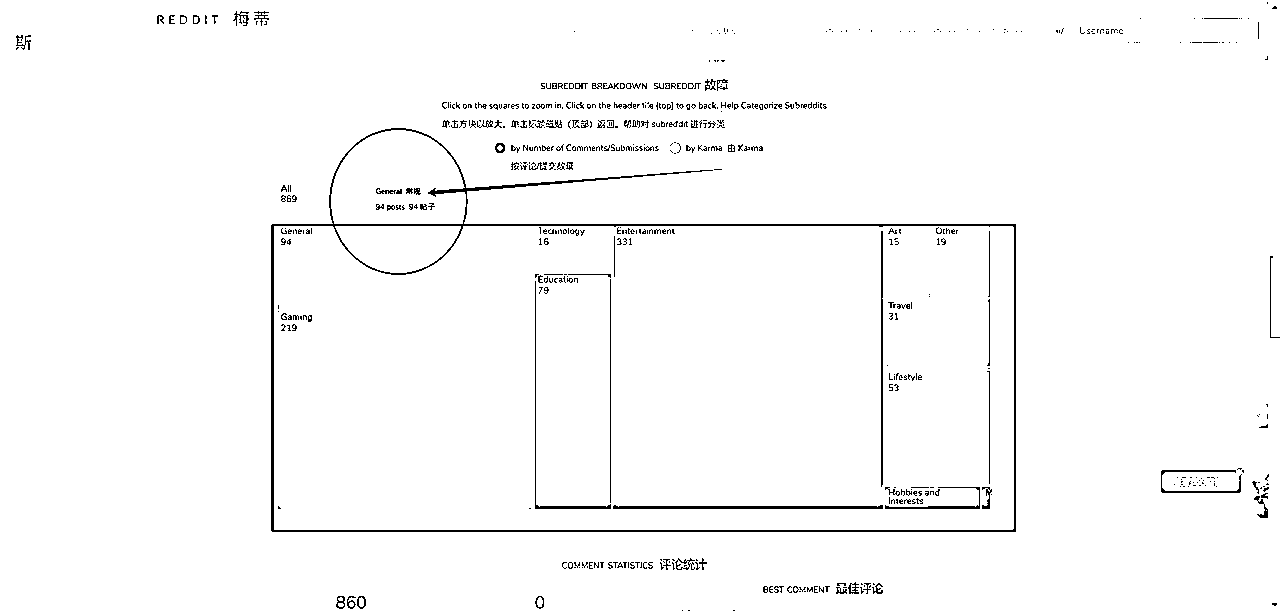 REDDIT 梅蒂
斯
w/ Username
SUBREDDIT BREAKDOWN SUBREDDIT 故障
Click on the squares to zoom in. Click on the header tile (top) to go back. Help Categorize Subreddits
单击方块以放大。单击标题磁贴（顶部）返回。帮助对 subreddit 进行分类
by Number of Comments/Submissions by Karma 由 Karma
按评论/提交数量
All
869
General 常规
94 posts 94 帖子
General
94
Technology
16
Entertainment
331
Art
15
Other
19
Education
79
Travel
31
Gaming
219
Lifestyle
53
Hobbies and
Interests
M
COMMENT STATISTICS 评论统计
BEST COMMENT 最佳评论
860
0